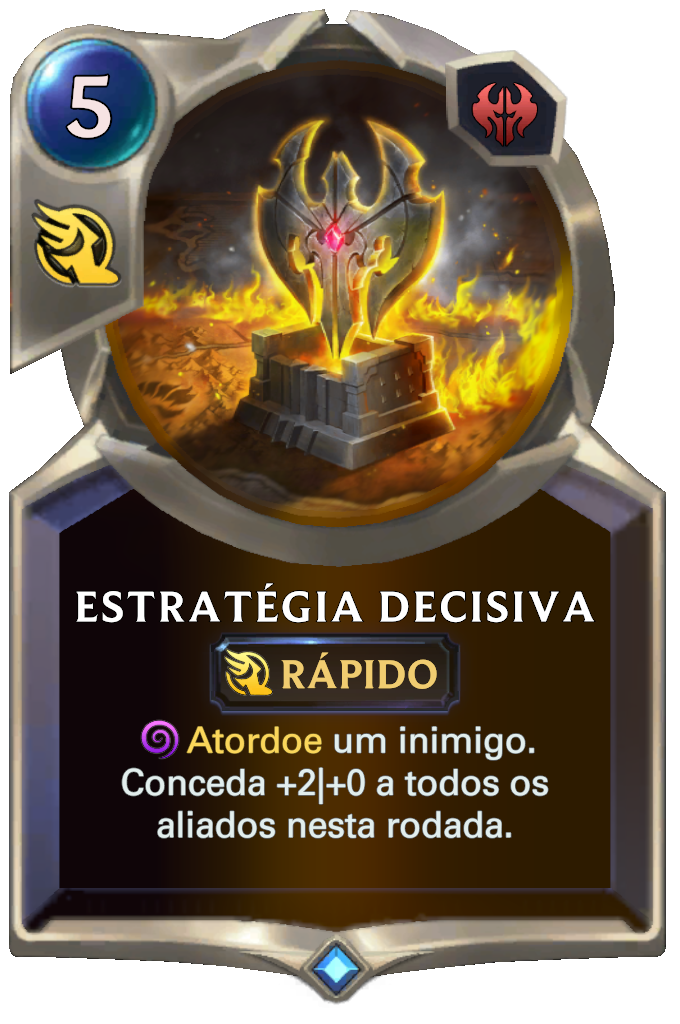 5
ESTRATÉGIA DECISIVA
RÁPIDO
Atordoe um inimigo.
Conceda +2|+0 a todos os
aliados nesta rodada.